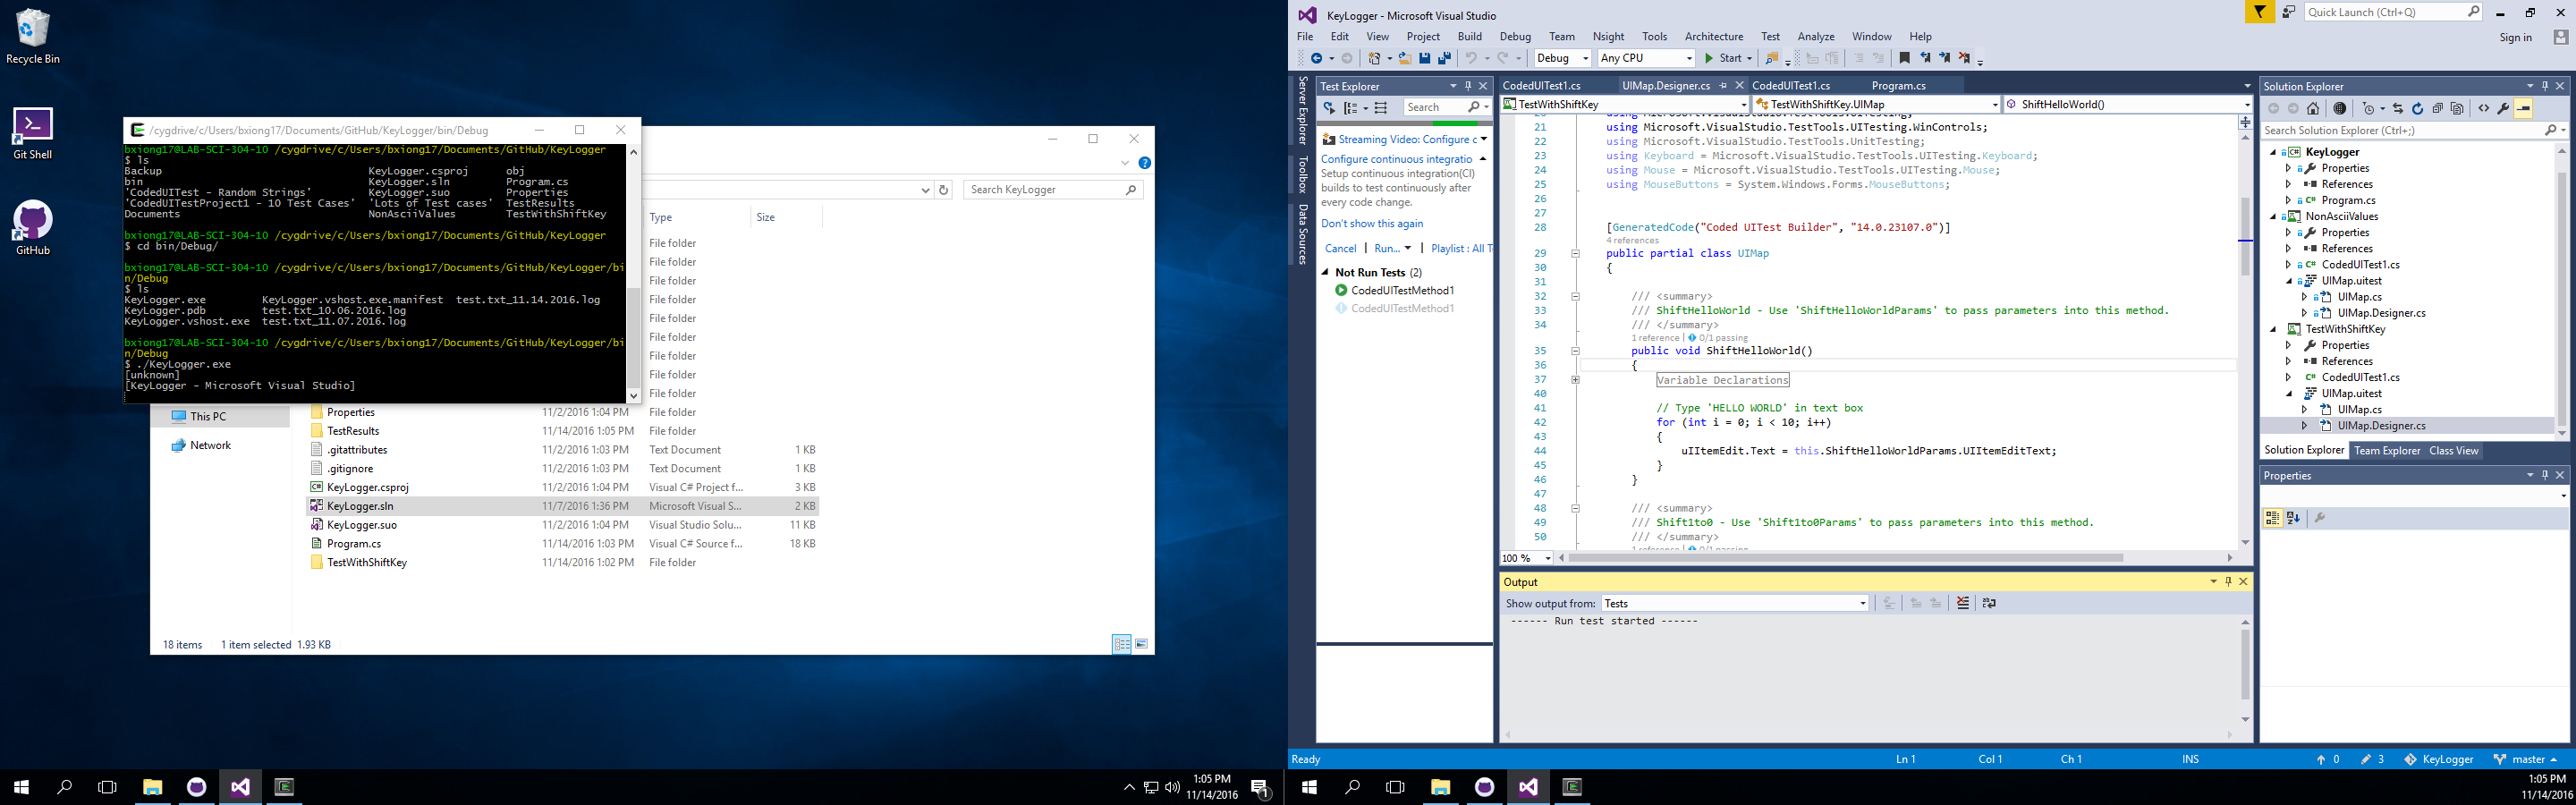 Recycle Bin
Git Shell
GitHub
/cygdrive/c/Users/bxiong17/Documents/GitHub/KeyLogger/bin/Debug
bxiong17@LAB-SCI-304-10 /cygdrive/c/Users/bxiong17/Documents/GitHub/KeyLogger
$ ls
Backup KeyLogger.csproj obj
bin KeyLogger.sln Program.cs
'CodedUITest - Random Strings' KeyLogger.suo Properties
'CodedUITestProject1 - 10 Test Cases' 'Lots of Test cases' TestResults
Documents NonAsciiValues TestWithShiftKey
bxiong17@LAB-SCI-304-10 /cygdrive/c/Users/bxiong17/Documents/GitHub/KeyLogger
$ cd bin/Debug/
bxiong17@LAB-SCI-304-10 /cygdrive/c/Users/bxiong17/Documents/GitHub/KeyLogger/bi
n/Debug
$ ls
KeyLogger.exe KeyLogger.vshost.exe.manifest test.txt_11.14.2016.log
KeyLogger.pdb test.txt_10.06.2016.log
KeyLogger.vshost.exe test.txt_11.07.2016.log
bxiong17@LAB-SCI-304-10 /cygdrive/c/Users/bxiong17/Documents/GitHub/KeyLogger/bi
n/Debug
$ ./KeyLogger.exe
[unknown]
[KeyLogger - Microsoft Visual Studio]
Search KeyLogger
Type Size
File folder
File folder
File folder
File folder
File folder
File folder
File folder
File folder
File folder
This PC
Network
Properties 11/2/2016 1:04 PM File folder
TestResults 11/14/2016 1:05 PM File folder
.gitattributes 11/2/2016 1:03 PM Text Document 1 KB
.gitignore 11/2/2016 1:03 PM Text Document 1 KB
KeyLogger.csproj 11/2/2016 1:04 PM Visual C# Project f... 3 KB
KeyLogger.sln 11/7/2016 1:36 PM Microsoft Visual S... 2 KB
KeyLogger.suo 11/2/2016 1:04 PM Visual Studio Solu... 11 KB
Program.cs 11/14/2016 1:03 PM Visual C# Source f... 18 KB
TestWithShiftKey 11/14/2016 1:02 PM File folder
18 items 1 item selected 1.93 KB
1:05 PM
11/14/2016
1
KeyLogger - Microsoft Visual Studio
Quick Launch (Ctrl+Q)
File Edit View Project Build Debug Team Nsight Tools Architecture Test Analyze Window Help
Sign in
Debug Any CPU Start
Server Explorer
Toolbox
Data Sources
Test Explorer
Search
Streaming Video: Configure c
Configure continuous integratio
Setup continuous integration(CI)
builds to test continuously after
every code change.
Don't show this again
Cancel | Run... | Playlist : All T
Not Run Tests (2)
CodedUITestMethod1
CodedUITestMethod1
CodedUITest1.cs UIMap.Designer.cs CodedUITest1.cs Program.cs
TestWithShiftKey TestWithShiftKey.UIMap ShiftHelloWorld()
20 using Microsoft.VisualStudio.TestTools.UITesting;
21 using Microsoft.VisualStudio.TestTools.UITesting.WinControls;
22 using Microsoft.VisualStudio.TestTools.UnitTesting;
23 using Keyboard = Microsoft.VisualStudio.TestTools.UITesting.Keyboard;
24 using Mouse = Microsoft.VisualStudio.TestTools.UITesting.Mouse;
25 using MouseButtons = System.Windows.Forms.MouseButtons;
26
27
28 [GeneratedCode("Coded UITest Builder", "14.0.23107.0")]
4 references
29 public partial class UIMap
30 {
31
32 /// <summary>
33 /// ShiftHelloWorld - Use 'ShiftHelloWorldParams' to pass parameters into this method.
34 /// </summary>
1 reference | 0/1 passing
35 public void ShiftHelloWorld()
36 {
37 Variable Declarations
40
41 // Type 'HELLO WORLD' in text box
42 for (int i = 0; i < 10; i++)
43 {
44 uIItemEdit.Text = this.ShiftHelloWorldParams.UIItemEditText;
45 }
46 }
47
48 /// <summary>
49 /// Shift1to0 - Use 'Shift1to0Params' to pass parameters into this method.
50 /// </summary>
1 reference | 0/1 passing
100 %
Output
Show output from: Tests
------ Run test started ------
Solution Explorer
Search Solution Explorer (Ctrl+;)
KeyLogger
Properties
References
Program.cs
NonAsciiValues
Properties
References
CodedUITest1.cs
UIMap.uitest
UIMap.cs
UIMap.Designer.cs
TestWithShiftKey
Properties
References
CodedUITest1.cs
UIMap.uitest
UIMap.cs
UIMap.Designer.cs
Solution Explorer Team Explorer Class View
Properties
Ready Ln 1 Col 1 Ch 1 INS 0 3 KeyLogger master
1:05 PM
11/14/2016